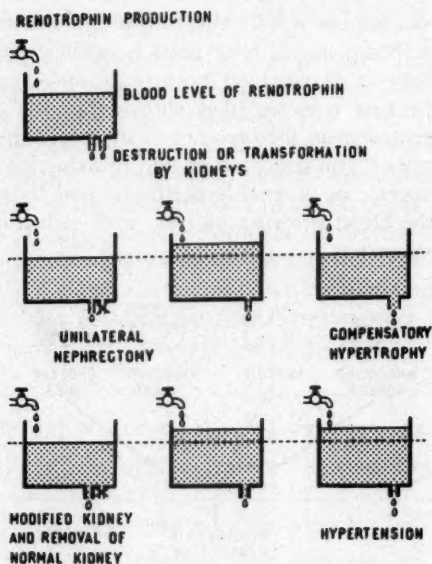 RENOTROPHIN PRODUCTION
BLOOD LEVEL OF RENOTROPHIN
DESTRUCTION OR TRANSFORMATION
BY KIDNEYS
UNILATERAL
NEPHRECTOMY
COMPENSATORY
HYPERTROPHY
MODIFIED KIDNEY
AND REMOVAL OF
NORMAL KIDNEY
HYPERTENSION